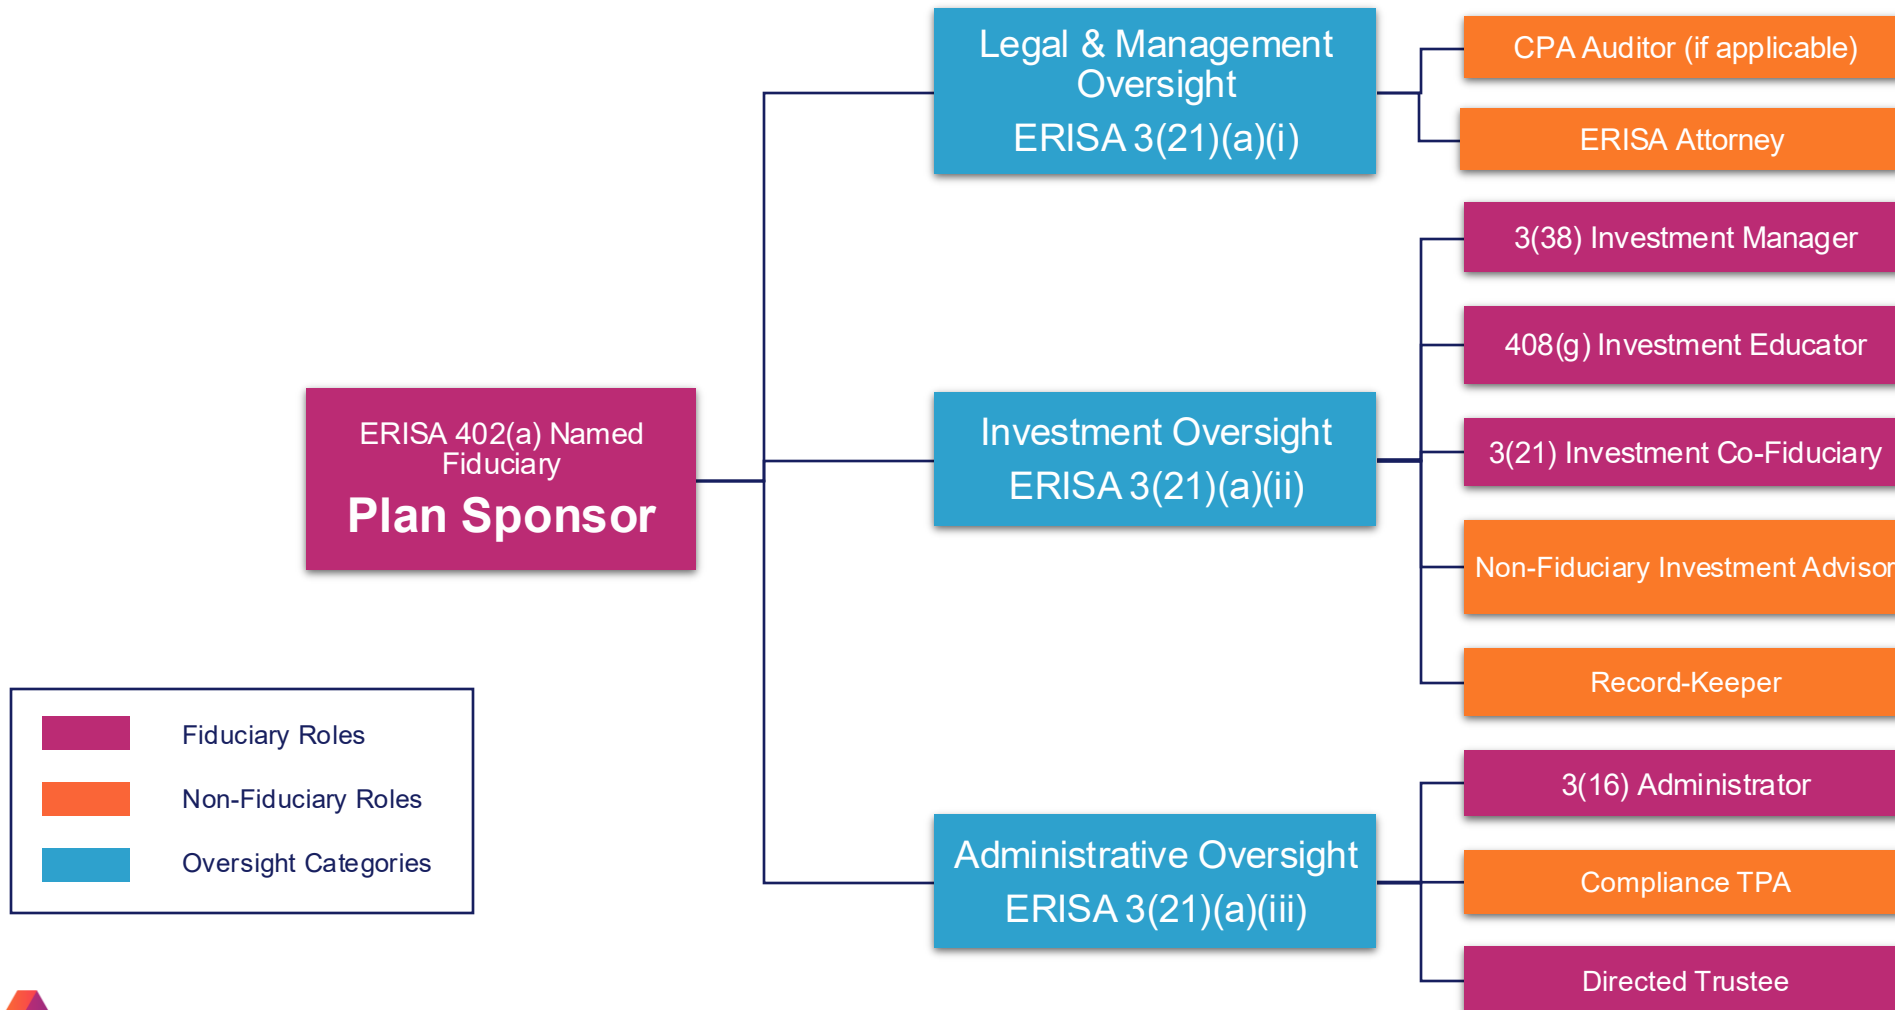 ERISA 402(a) Named
Fiduciary
Plan Sponsor
Legal & Management
Oversight
ERISA 3(21)(a)(i)
CPA Auditor (if applicable)
ERISA Attorney
Investment Oversight
ERISA 3(21)(a)(ii)
3(38) Investment Manager
408(g) Investment Educator
3(21) Investment Co-Fiduciary
Non-Fiduciary Investment Advisor
Record-Keeper
Administrative Oversight
ERISA 3(21)(a)(iii)
3(16) Administrator
Compliance TPA
Directed Trustee
Fiduciary Roles
Non-Fiduciary Roles
Oversight Categories